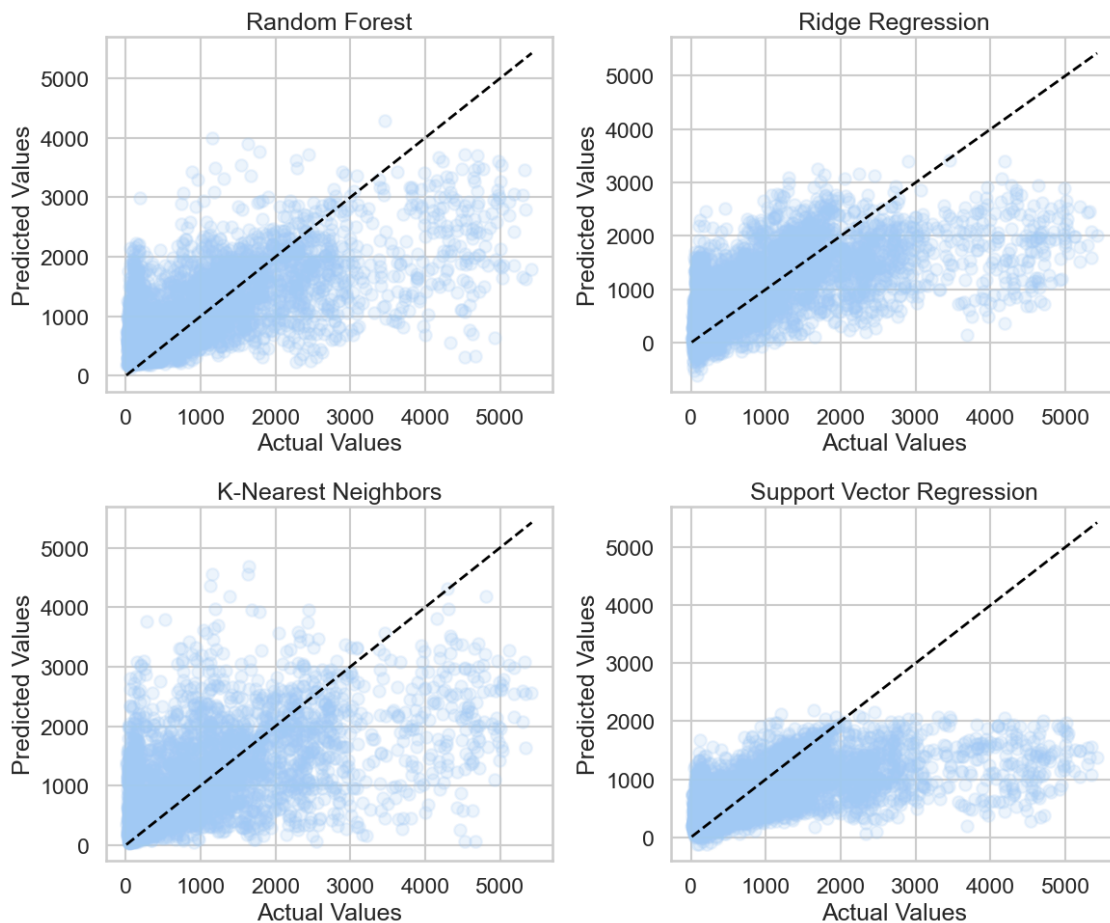 Random Forest
5000
4000
3000
2000
1000
0
Predicted Values
0 1000 2000 3000 4000 5000
Actual Values
Ridge Regression
5000
4000
3000
2000
1000
0
Predicted Values
0 1000 2000 3000 4000 5000
Actual Values
K-Nearest Neighbors
5000
4000
3000
2000
1000
0
Predicted Values
0 1000 2000 3000 4000 5000
Actual Values
Support Vector Regression
5000
4000
3000
2000
1000
0
Predicted Values
0 1000 2000 3000 4000 5000
Actual Values